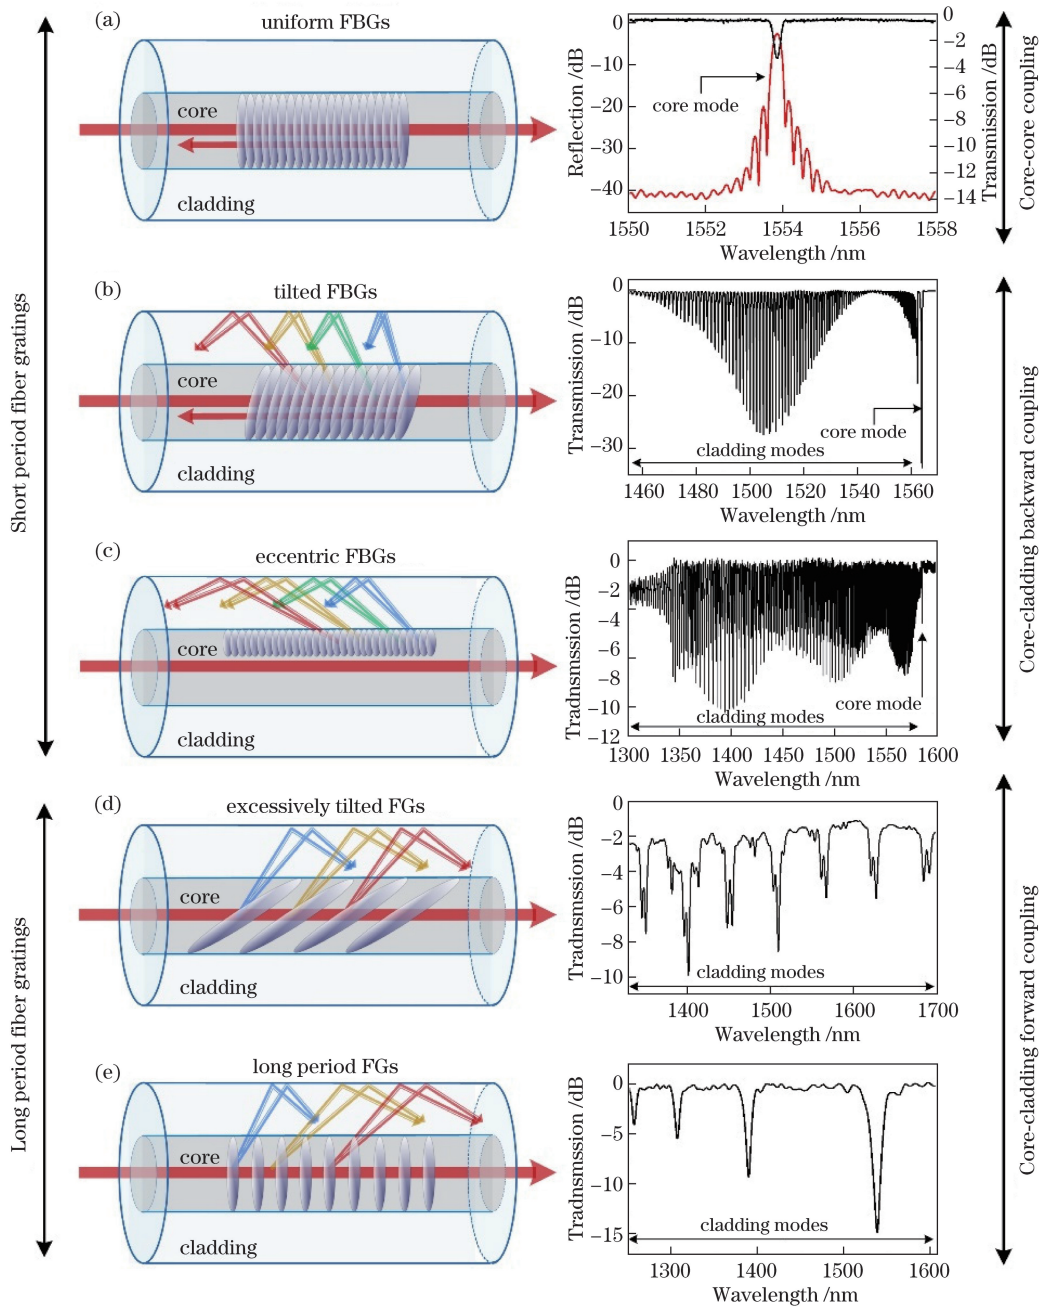 (a)
uniform FBGs
core
cladding
Reflection /dB
0
−10
−20
−30
−40
core mode
0
−2
−4
−6
−8
−10
−12
−14
Transmission /dB
1550 1552 1554 1556 1558
Wavelength /nm
Core-core coupling
Short period fiber gratings
(b)
tilted FBGs
core
cladding
Transmission /dB
0
−10
−20
−30
core mode
cladding modes
1460 1480 1500 1520 1540 1560
Wavelength /nm
Core-cladding backward coupling
(c)
eccentric FBGs
core
cladding
Tradnsmssion /dB
0
−2
−4
−6
−8
−10
−12
core mode
cladding modes
1300 1350 1400 1450 1500 1550 1600
Wavelength /nm
Long period fiber gratings
(d)
excessively tilted FGs
core
cladding
Tradnsmssion /dB
−2
−4
−6
−8
−10
cladding modes
1400 1500 1600 1700
Wavelength /nm
Core-cladding forward coupling
(e)
long period FGs
core
cladding
Tradnsmssion /dB
0
−5
−10
−15
cladding modes
1300 1400 1500 1600
Wavelength /nm